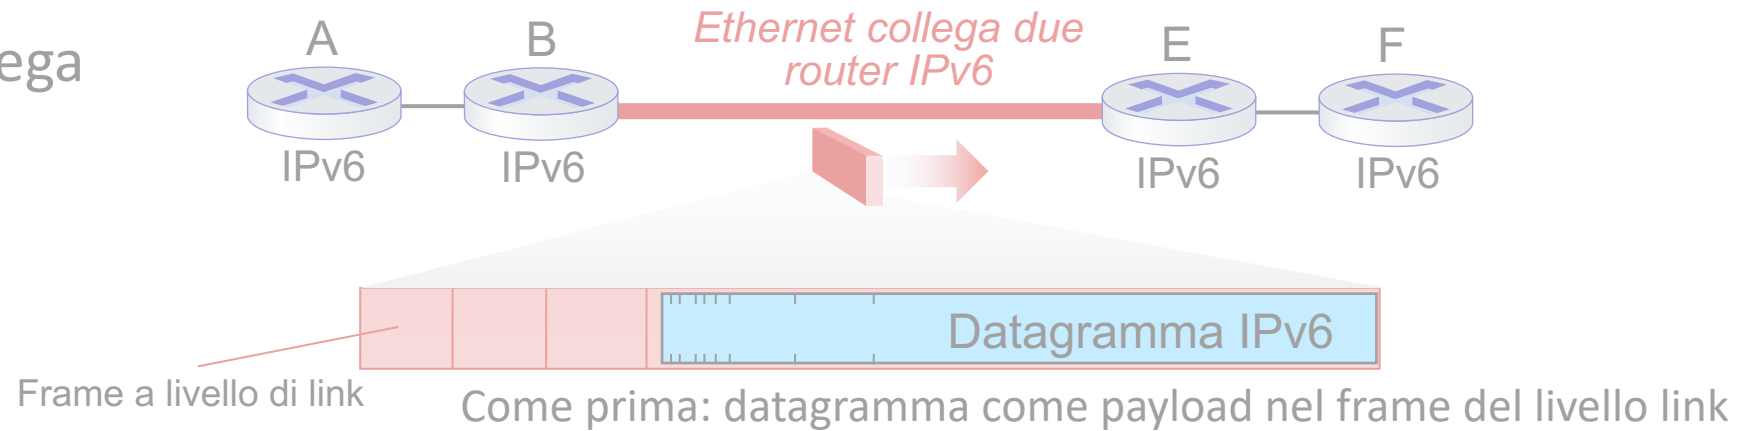 ega
A
B
Ethernet collega due
router IPv6
E
F
IPv6
IPv6
IPv6
IPv6
Datagramma IPv6
Frame a livello di link
Come prima: datagramma come payload nel frame del livello link